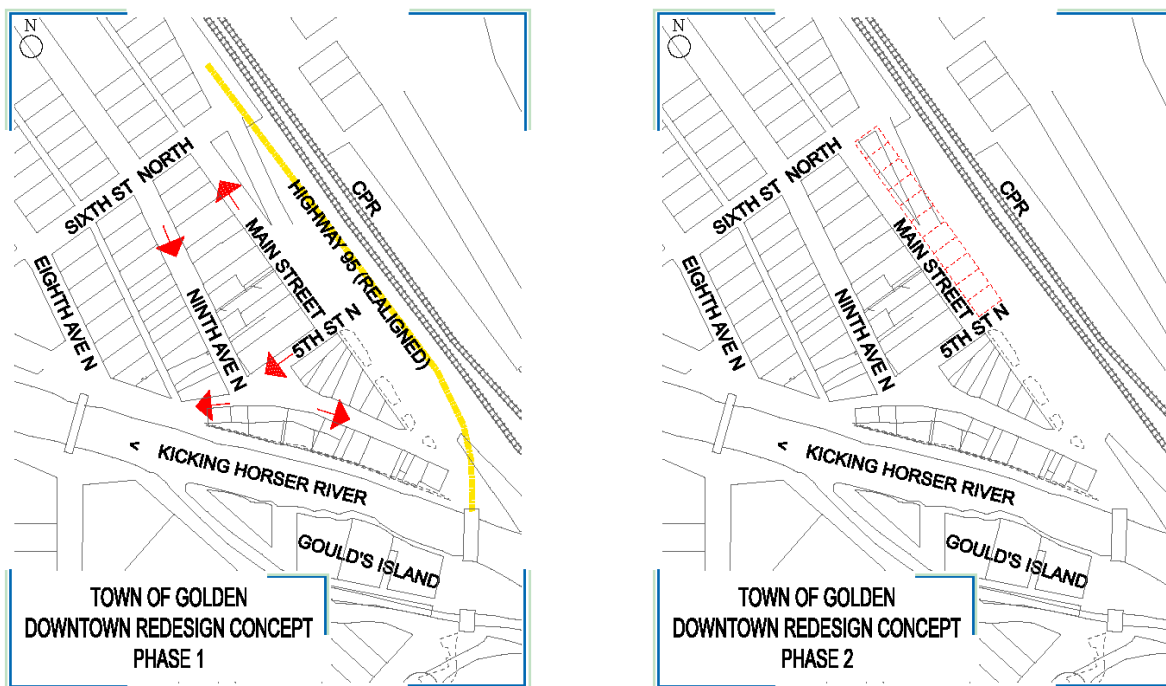 N
SIXTH ST NORTH
CPR
HIGHWAY 95 (REALIGNED)
MAIN STREET
EIGHTH AVE N
NINTH AVE N
5TH ST N
< KICKING HORSER RIVER
GOULD'S ISLAND
TOWN OF GOLDEN
DOWNTOWN REDESIGN CONCEPT
PHASE 1
N
SIXTH ST NORTH
CPR
MAIN STREET
EIGHTH AVE N
NINTH AVE N
5TH ST N
< KICKING HORSER RIVER
GOULD'S ISLAND
TOWN OF GOLDEN
DOWNTOWN REDESIGN CONCEPT
PHASE 2